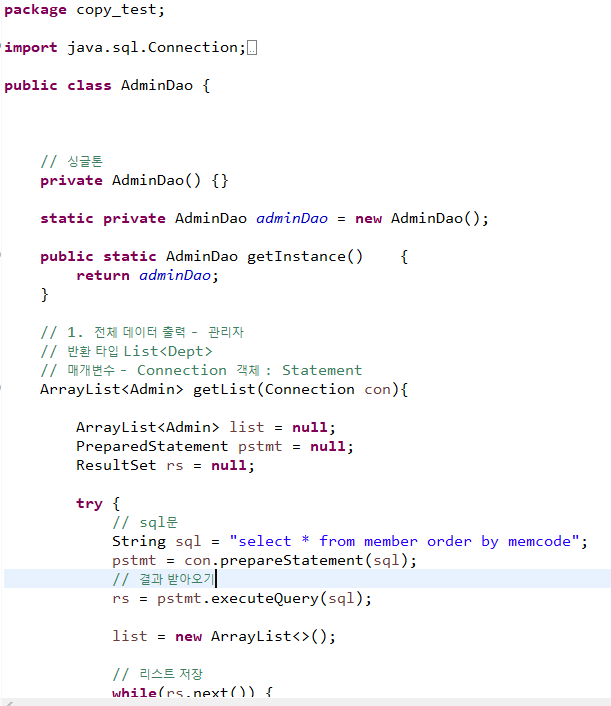 package copy_test;
import java.sql.Connection;
public class AdminDao {
// 싱글톤
private AdminDao() {}
static private AdminDao adminDao = new AdminDao();
public static AdminDao getInstance()    {
return adminDao;
}
// 1. 전체 데이터 출력 - 관리자
// 반환 타입 List<Dept>
// 매개변수 - Connection 객체 : Statement
ArrayList<Admin> getList(Connection con){
ArrayList<Admin> list = null;
PreparedStatement pstmt = null;
ResultSet rs = null;
try {
// sql문
String sql = "select * from member order by memcode";
pstmt = con.prepareStatement(sql);
// 결과 받아오기
rs = pstmt.executeQuery(sql);
list = new ArrayList<>();
// 리스트 저장
while(rs.next()) {